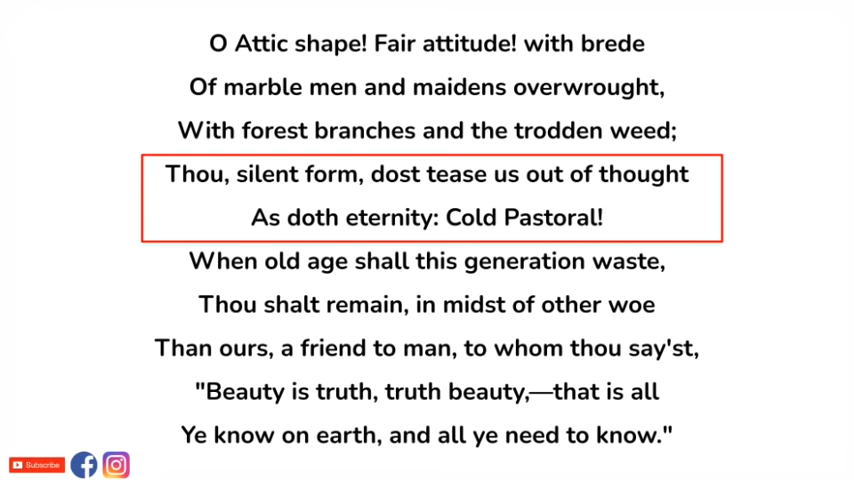 O Attic shape! Fair attitude! with brede
Of marble men and maidens overwrought,
With forest branches and the trodden weed;
Thou, silent form, dost tease us out of thought
As doth eternity: Cold Pastoral!
When old age shall this generation waste,
Thou shalt remain, in midst of other woe
Than ours, a friend to man, to whom thou say'st,
"Beauty is truth, truth beauty,—that is all
Ye know on earth, and all ye need to know."
Subscribe